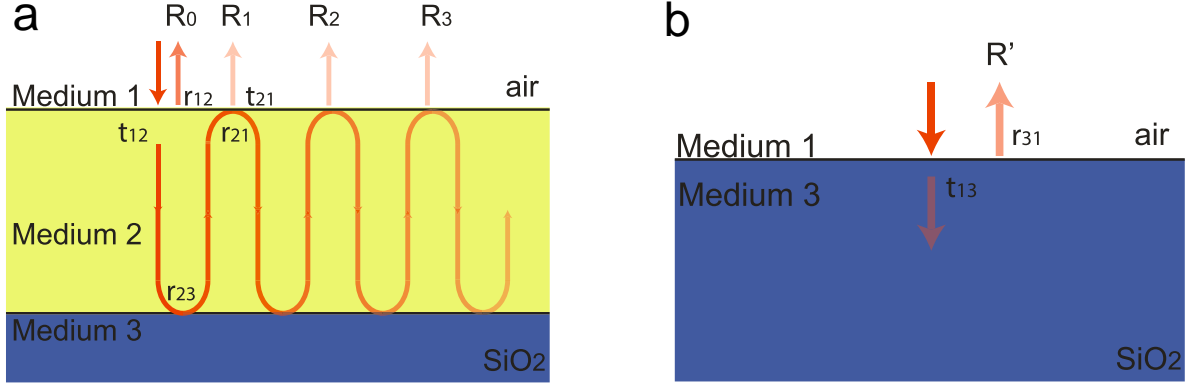 a
R0 R1 R2 R3
Medium 1 r12 t21 air
t12 r21
Medium 2
r23
Medium 3
SiO2
b
R’
Medium 1 r31 air
Medium 3 t13
SiO2